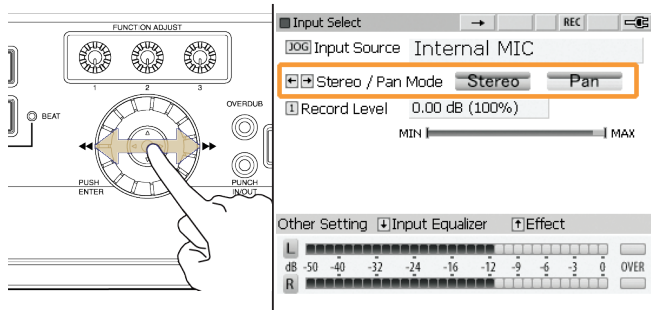 FUNCTION ADJUST
1 2 3
OVERDUB
BEAT
PUSH
ENTER
PUNCH
IN/OUT
Input Select → REC
JOG Input Source Internal MIC
←→ Stereo / Pan Mode Stereo Pan
1 Record Level 0.00 dB (100%)
MIN MAX
Other Setting ↓ Input Equalizer ↑ Effect
L
dB -50 -40 -32 -24 -16 -12 -9 -6 -3 0 OVER
R